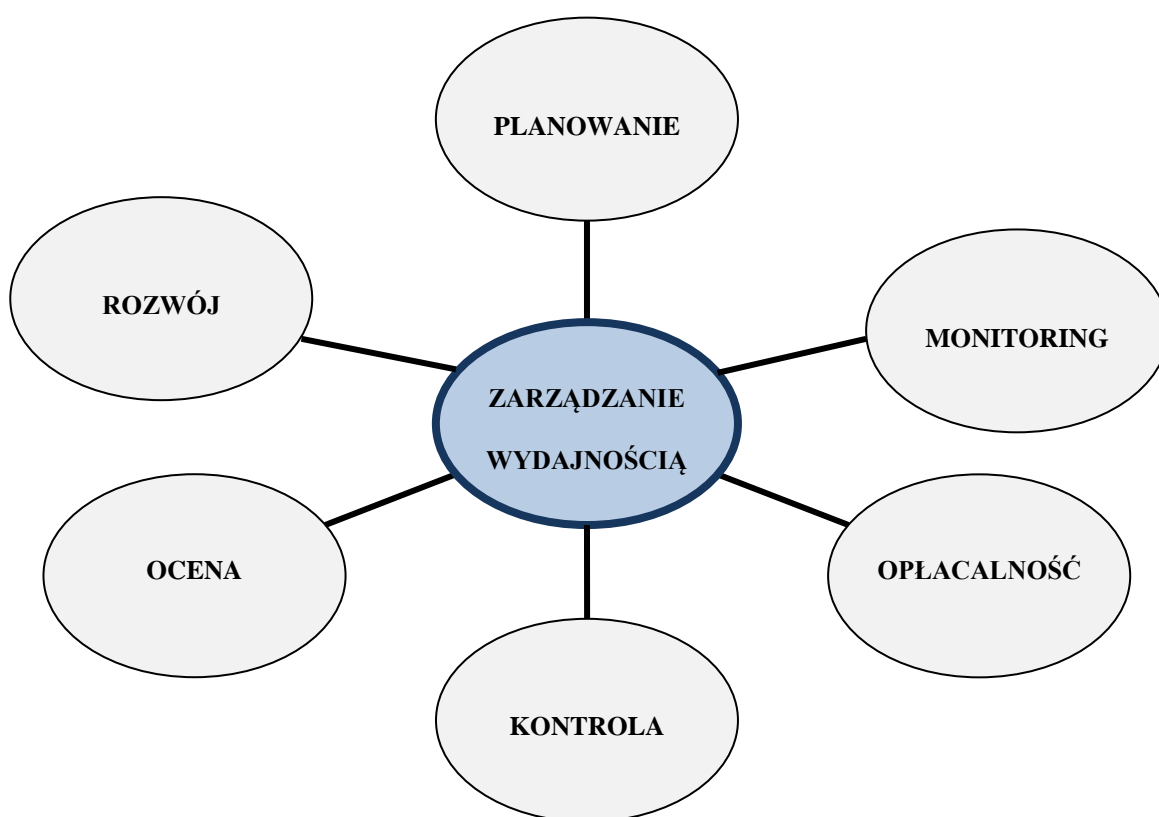 PLANOWANIE
ROZWÓJ
MONITORING
ZARZĄDZANIE
WYDAJNOŚCIĄ
OCENA
OPŁACALNOŚĆ
KONTROLA